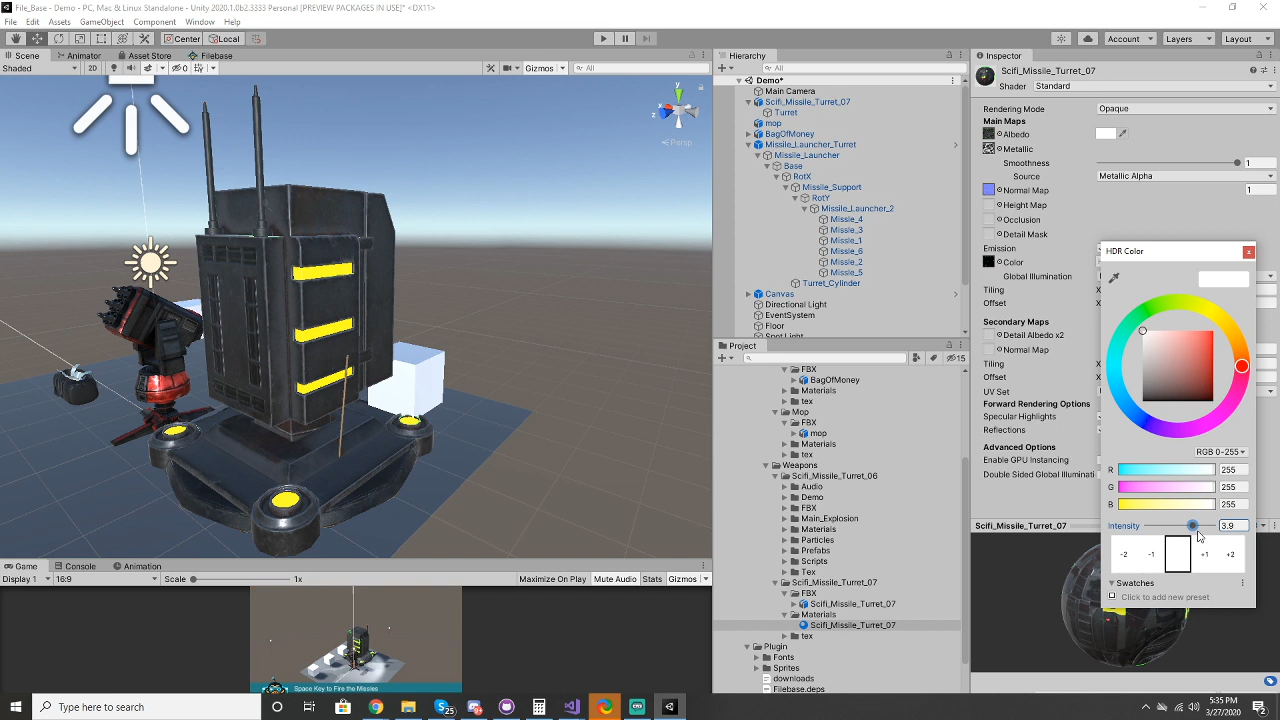 File_Base - Demo - PC, Mac & Linux Standalone - Unity 2020.1.0b2.3333 Personal [PREVIEW PACKAGES IN USE]* <DX11>
File Edit Assets GameObject Component Window Help
Center Local Account Layers Layout
Scene Animator Asset Store Filebase
Shaded 2D 0 Gizmos All
y
x
z
Persp
Hierarchy
All
Demo*
Main Camera
Scifi_Missile_Turret_07
Turret
mop
BagOfMoney
Missile_Launcher_Turret
Missile_Launcher
Base
RotX
Missile_Support
RotY
Missile_Launcher_2
Missle_4
Missle_3
Missle_1
Missle_6
Missle_2
Missle_5
Turret_Cylinder
Canvas
Directional Light
EventSystem
Floor
Spot Light
Project
15
FBX
BagOfMoney
Materials
tex
Mop
FBX
mop
Materials
tex
Weapons
Scifi_Missile_Turret_06
Audio
Demo
FBX
Main_Explosion
Materials
Particles
Prefabs
Scripts
Tex
Scifi_Missile_Turret_07
FBX
Scifi_Missile_Turret_07
Materials
Scifi_Missile_Turret_07
tex
Plugin
Fonts
Sprites
downloads
Filebase.deps
Inspector
Scifi_Missile_Turret_07
Shader Standard
Rendering Mode Opaque
Main Maps
Albedo
Metallic
Smoothness 1
Source Metallic Alpha
Normal Map 1
Height Map
Occlusion
Detail Mask
Emission
Color
Global Illumination
Tiling
Offset
Secondary Maps
Detail Albedo x2
Normal Map
Tiling
Offset
UV Set
Forward Rendering Options
Specular Highlights
Reflections
Advanced Options
Enable GPU Instancing
Double Sided Global Illuminati
Scifi_Missile_Turret_07
HDR Color
x
RGB 0-255
R 255
G 255
B 255
Intensity 3.9
-2 -1 +1 +2
Swatches
Click to add new preset
Game Console Animation
Display 1 16:9 Scale 1x Maximize On Play Mute Audio Stats Gizmos
Space Key to Fire the Missles
Type here to search
25
5:35 PM
3/27/2020